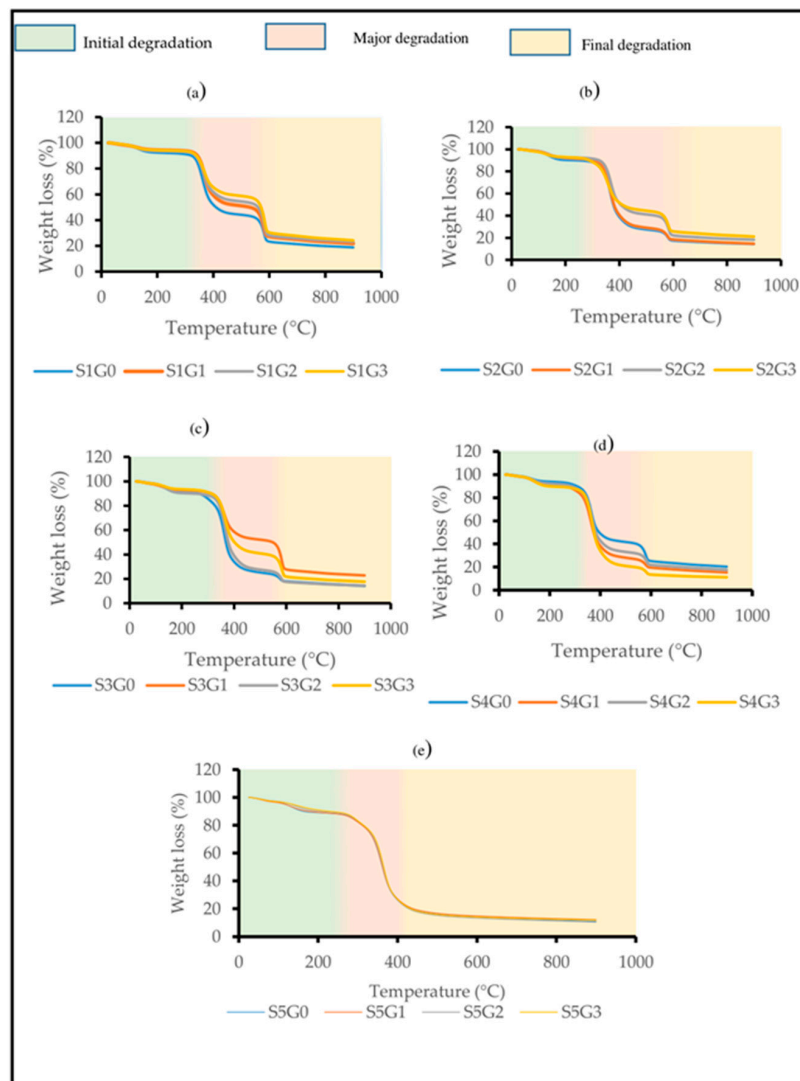 Initial degradation
Major degradation
Final degradation
(a)
120
100
80
60
40
20
0
Weight loss (%)
0 200 400 600 800 1000
Temperature (°C)
S1G0 S1G1 S1G2 S1G3
(b)
120
100
80
60
40
20
0
Weight loss (%)
0 200 400 600 800 1000
Temperature (°C)
S2G0 S2G1 S2G2 S2G3
(c)
120
100
80
60
40
20
0
Weight loss (%)
0 200 400 600 800 1000
Temperature (°C)
S3G0 S3G1 S3G2 S3G3
(d)
120
100
80
60
40
20
0
Weight loss (%)
0 200 400 600 800 1000
Temperature (°C)
S4G0 S4G1 S4G2 S4G3
(e)
120
100
80
60
40
20
0
Weight loss (%)
0 200 400 600 800 1000
Temperature (°C)
S5G0 S5G1 S5G2 S5G3